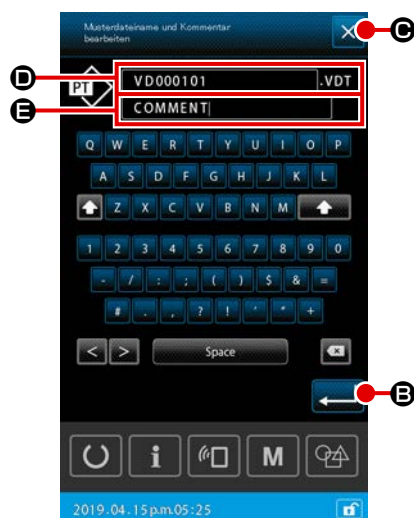 Musterdateiname und Kommentar
bearbeiten
C
D
PT
VD000101
.VDT
E
COMMENT
Q W E R T Y U I O P
A S D F G H J K L
Z X C V B N M
1 2 3 4 5 6 7 8 9 0
- / : ; ( ) $ & =
# . , ? ! ' " +
< > Space
B
i M
2019.04.15p.m.05:25